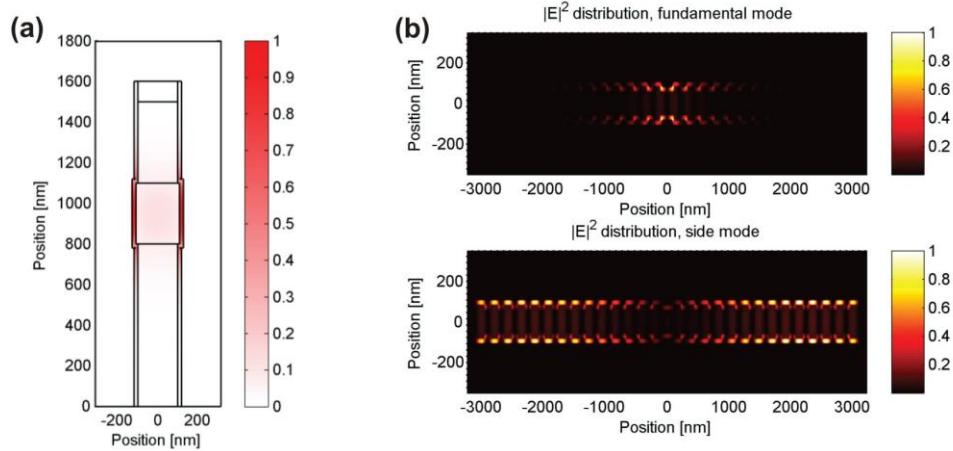 (a)
1800
1600
1400
1200
1000
800
600
400
200
0
Position [nm]
-200 0 200
Position [nm]
1
0.9
0.8
0.7
0.6
0.5
0.4
0.3
0.2
0.1
0
(b)
|E|² distribution, fundamental mode
200
0
-200
Position [nm]
-3000 -2000 -1000 0 1000 2000 3000
Position [nm]
1
0.8
0.6
0.4
0.2
|E|² distribution, side mode
200
0
-200
Position [nm]
-3000 -2000 -1000 0 1000 2000 3000
Position [nm]
1
0.8
0.6
0.4
0.2